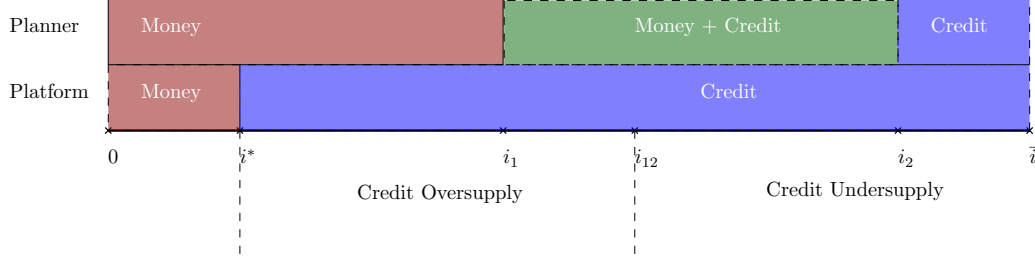 Planner Money Money + Credit Credit
Platform Money Credit
0 i* i₁ i₁₂ i₂ ī
Credit Oversupply Credit Undersupply